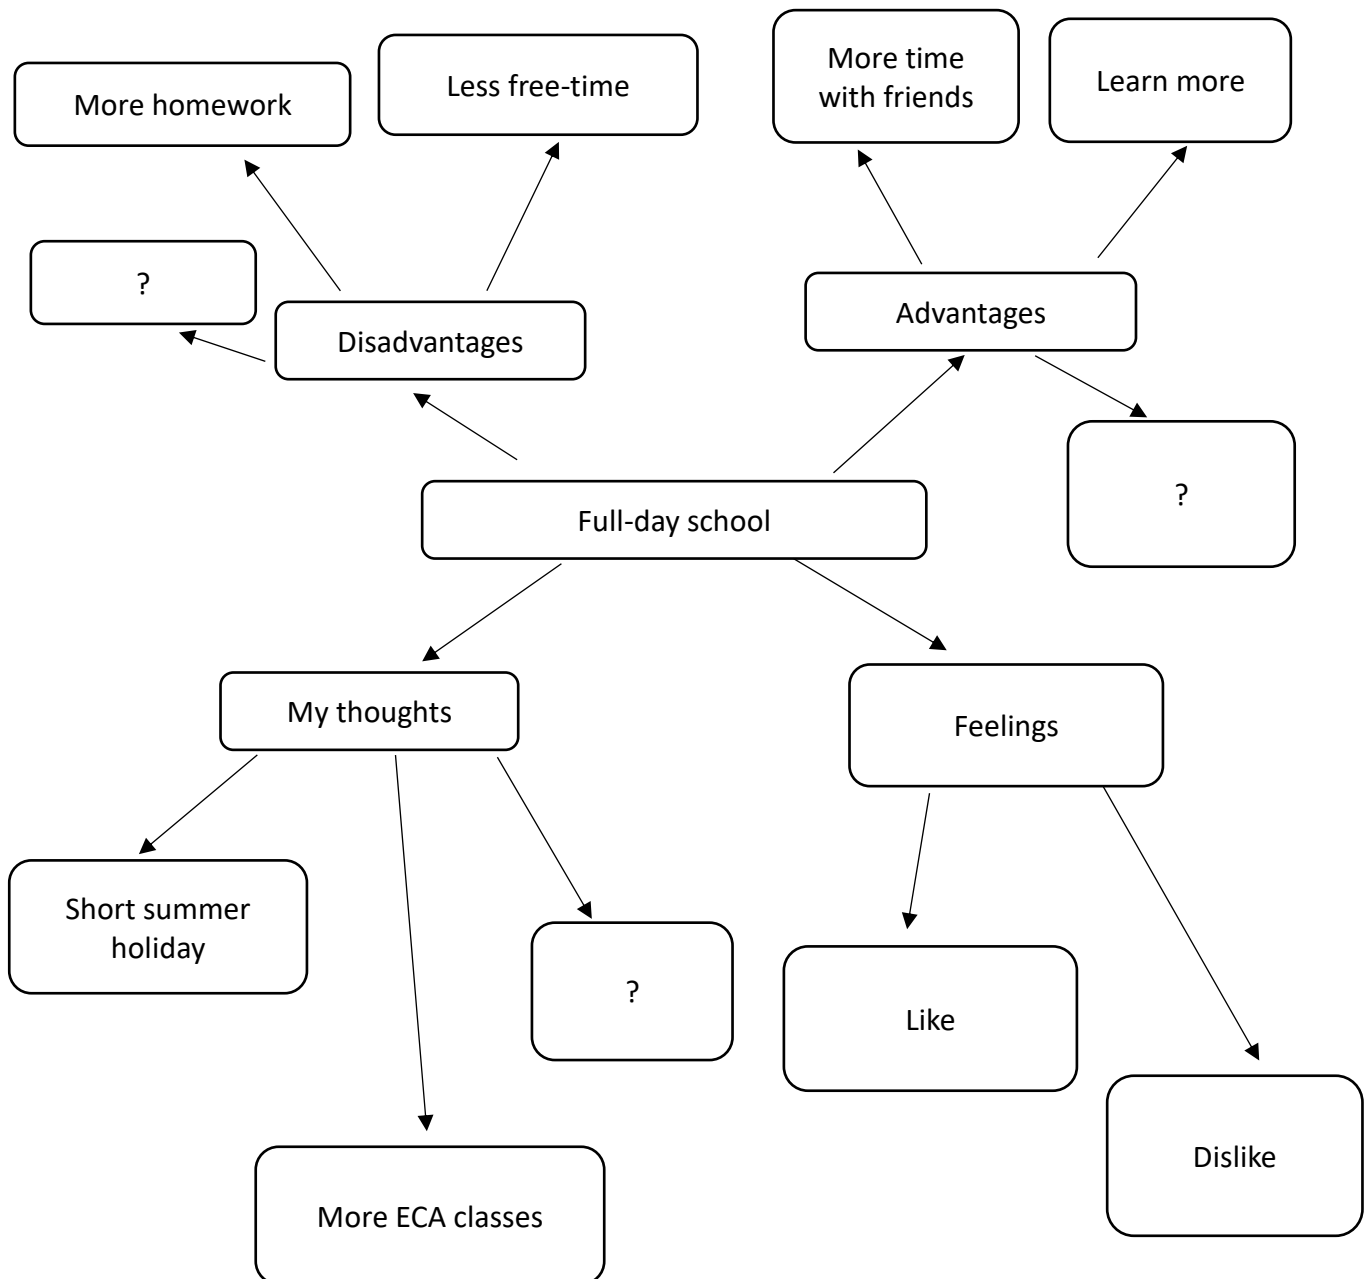 More time
with friends
Learn more
Less free-time
More homework
?
Disadvantages
Advantages
?
Full-day school
My thoughts
Feelings
Short summer
holiday
?
Like
Dislike
More ECA classes